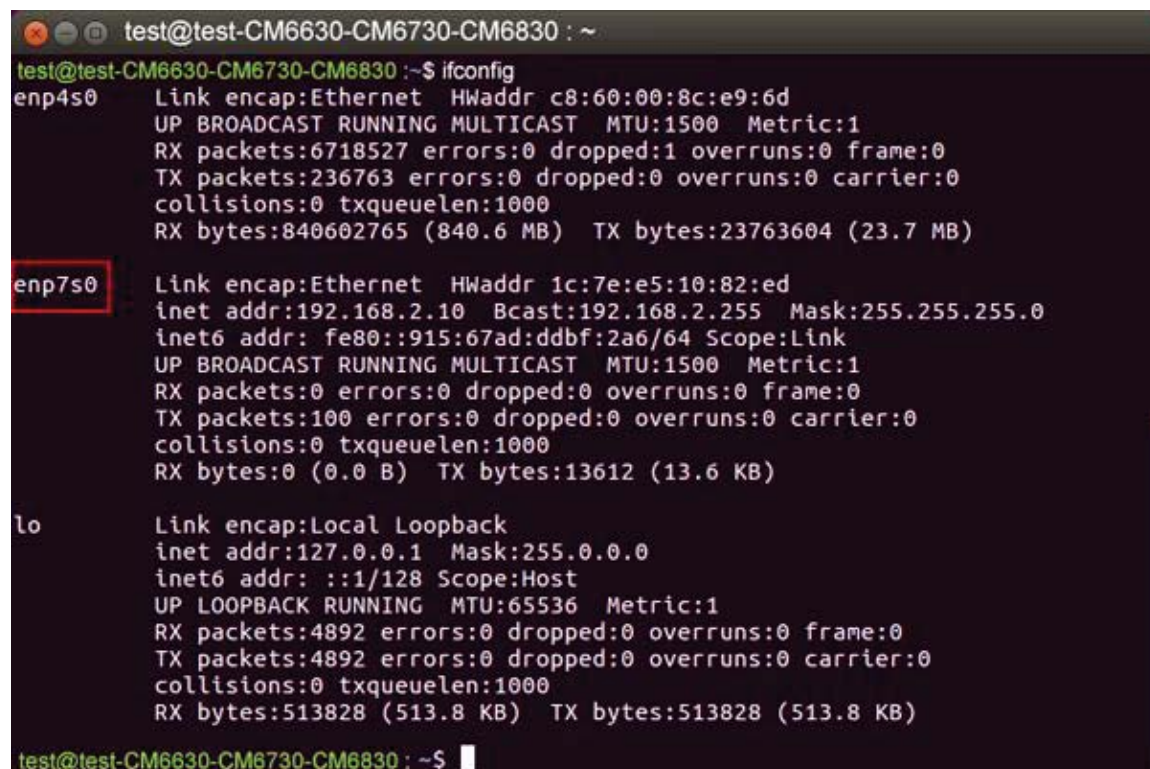 test@test-CM6630-CM6730-CM6830 : ~
test@test-CM6630-CM6730-CM6830 :~$ ifconfig
enp4s0 Link encap:Ethernet HWaddr c8:60:00:8c:e9:6d
UP BROADCAST RUNNING MULTICAST MTU:1500 Metric:1
RX packets:6718527 errors:0 dropped:1 overruns:0 frame:0
TX packets:236763 errors:0 dropped:0 overruns:0 carrier:0
collisions:0 txqueuelen:1000
RX bytes:840602765 (840.6 MB) TX bytes:23763604 (23.7 MB)
enp7s0 Link encap:Ethernet HWaddr 1c:7e:e5:10:82:ed
inet addr:192.168.2.10 Bcast:192.168.2.255 Mask:255.255.255.0
inet6 addr: fe80::915:67ad:ddbf:2a6/64 Scope:Link
UP BROADCAST RUNNING MULTICAST MTU:1500 Metric:1
RX packets:0 errors:0 dropped:0 overruns:0 frame:0
TX packets:100 errors:0 dropped:0 overruns:0 carrier:0
collisions:0 txqueuelen:1000
RX bytes:0 (0.0 B) TX bytes:13612 (13.6 KB)
lo Link encap:Local Loopback
inet addr:127.0.0.1 Mask:255.0.0.0
inet6 addr: ::1/128 Scope:Host
UP LOOPBACK RUNNING MTU:65536 Metric:1
RX packets:4892 errors:0 dropped:0 overruns:0 frame:0
TX packets:4892 errors:0 dropped:0 overruns:0 carrier:0
collisions:0 txqueuelen:1000
RX bytes:513828 (513.8 KB) TX bytes:513828 (513.8 KB)
test@test-CM6630-CM6730-CM6830 : ~$